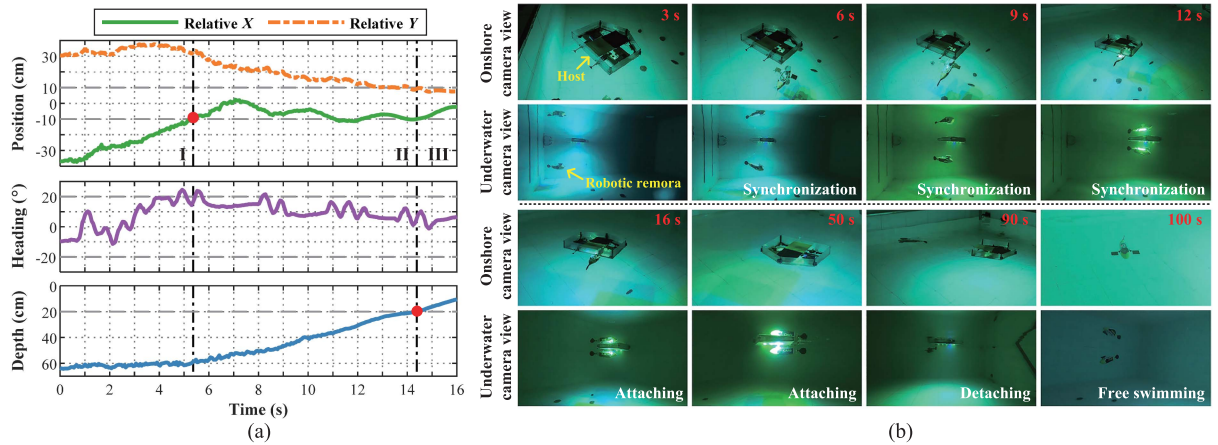 Relative X Relative Y
Position (cm)
30
10
0
-10
-30
I II III
Heading (°)
20
0
-20
Depth (cm)
0
20
40
60
0 2 4 6 8 10 12 14 16
Time (s)
(a)
Onshore camera view
3 s 6 s 9 s 12 s
Host
Underwater camera view
Robotic remora
Synchronization Synchronization Synchronization
Onshore camera view
16 s 50 s 90 s 100 s
Underwater camera view
Attaching Attaching Detaching Free swimming
(b)